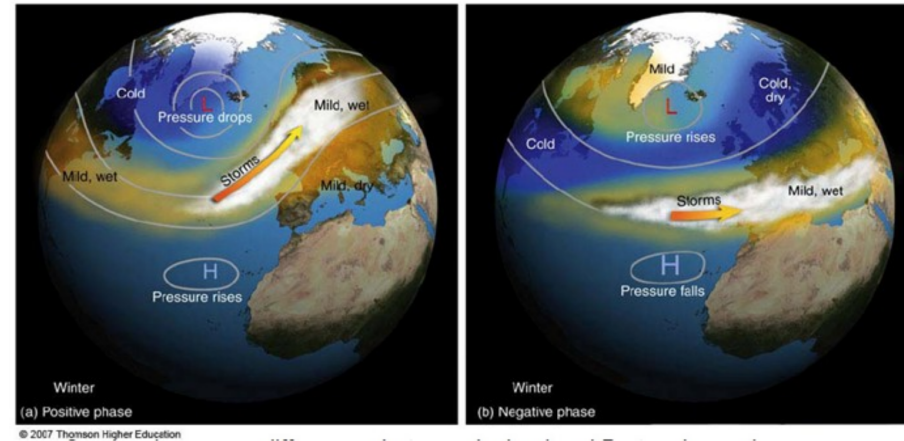 Cold
L
Pressure drops
Mild, wet
Mild, wet
Storms
Mild, dry
H
Pressure rises
Winter
(a) Positive phase
Mild
Cold,
dry
L
Pressure rises
Cold
Storms
Mild, wet
H
Pressure falls
Winter
(b) Negative phase
© 2007 Thomson Higher Education